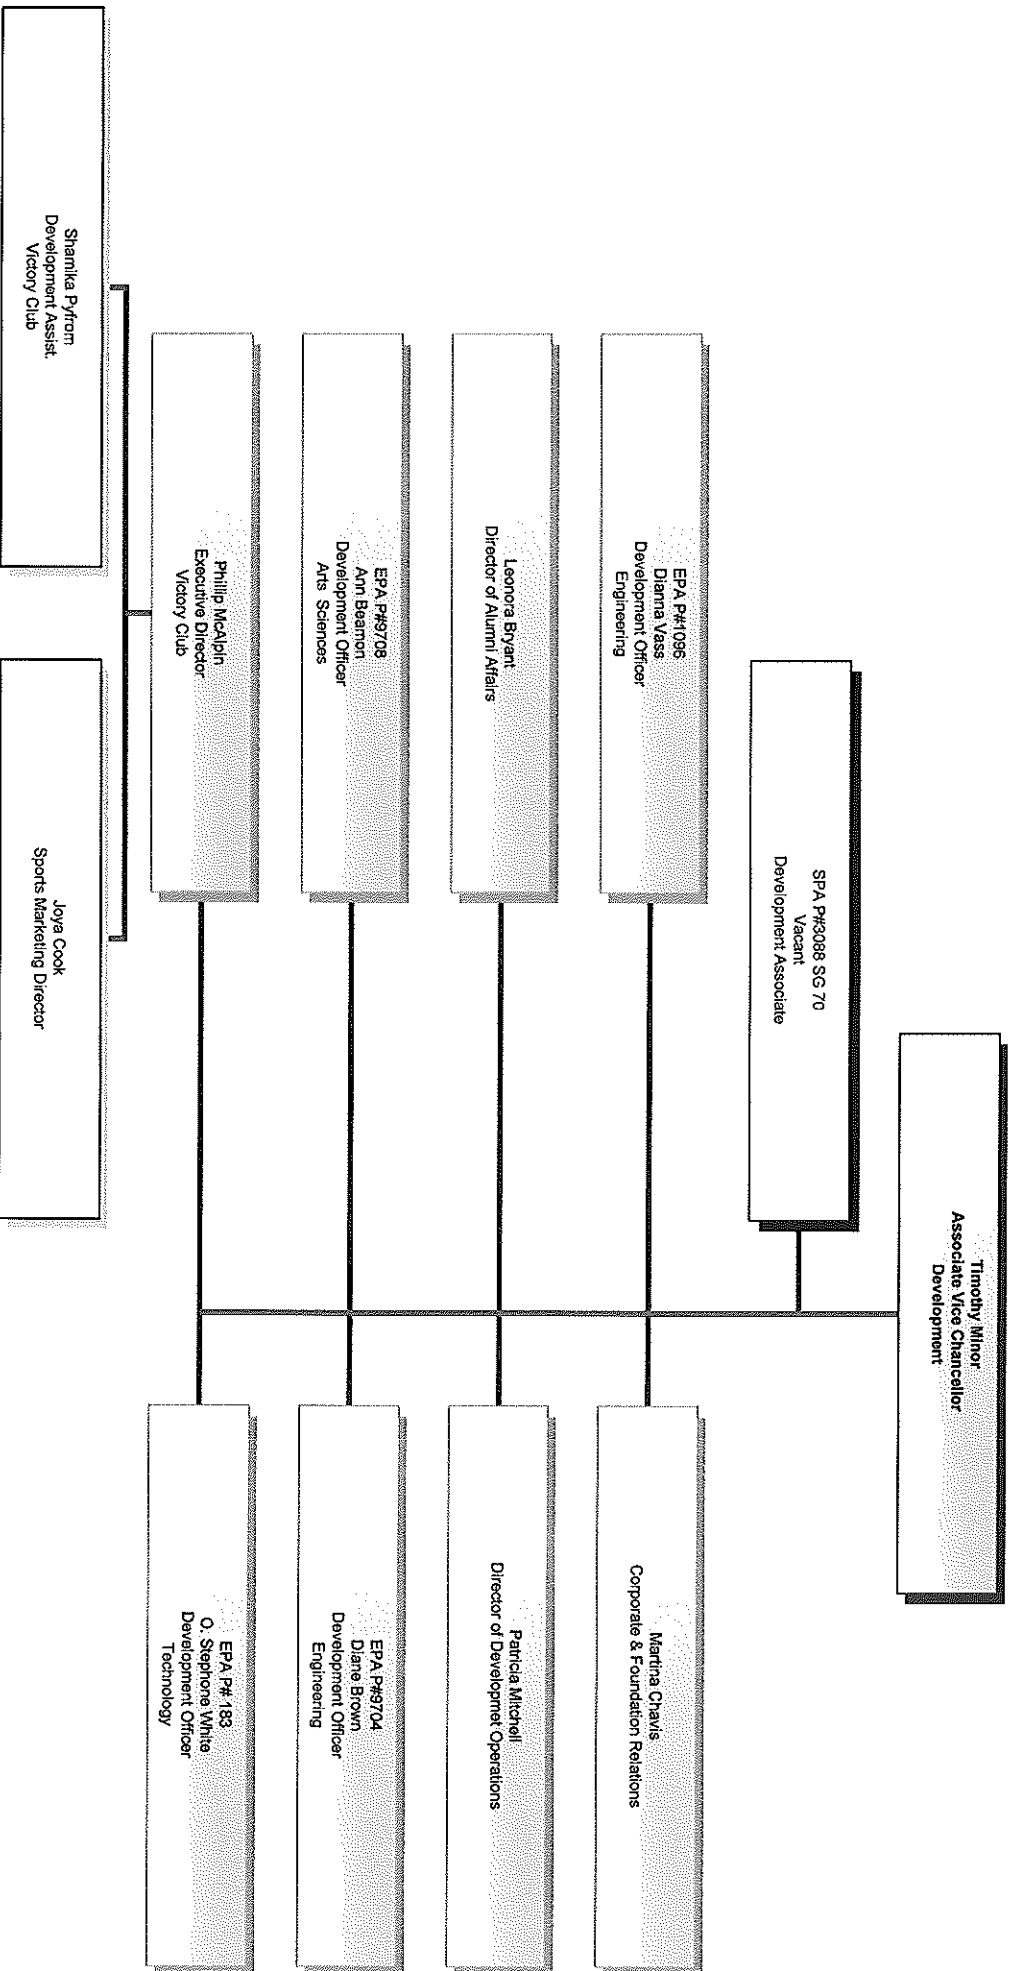 Timothy Minor
Associate Vice Chancellor
Development
SPA P#3088 SG 70
Vacant
Development Associate
EPA P#1096
Dianna Vass
Development Officer
Engineering
Martina Chavis
Corporate & Foundation Relations
Leonora Bryant
Director of Alumni Affairs
Patricia Mitchell
Director of Developmet Operations
EPA P#9708
Ann Beamon
Development Officer
Arts Sciences
EPA P#9704
Diane Brown
Development Officer
Engineering
Phillip McAlpin
Executive Director
Victory Club
EPA P# 183
O. Stephone White
Development Officer
Technology
Shamika Pyfrom
Development Assist.
Victory Club
Joya Cook
Sports Marketing Director